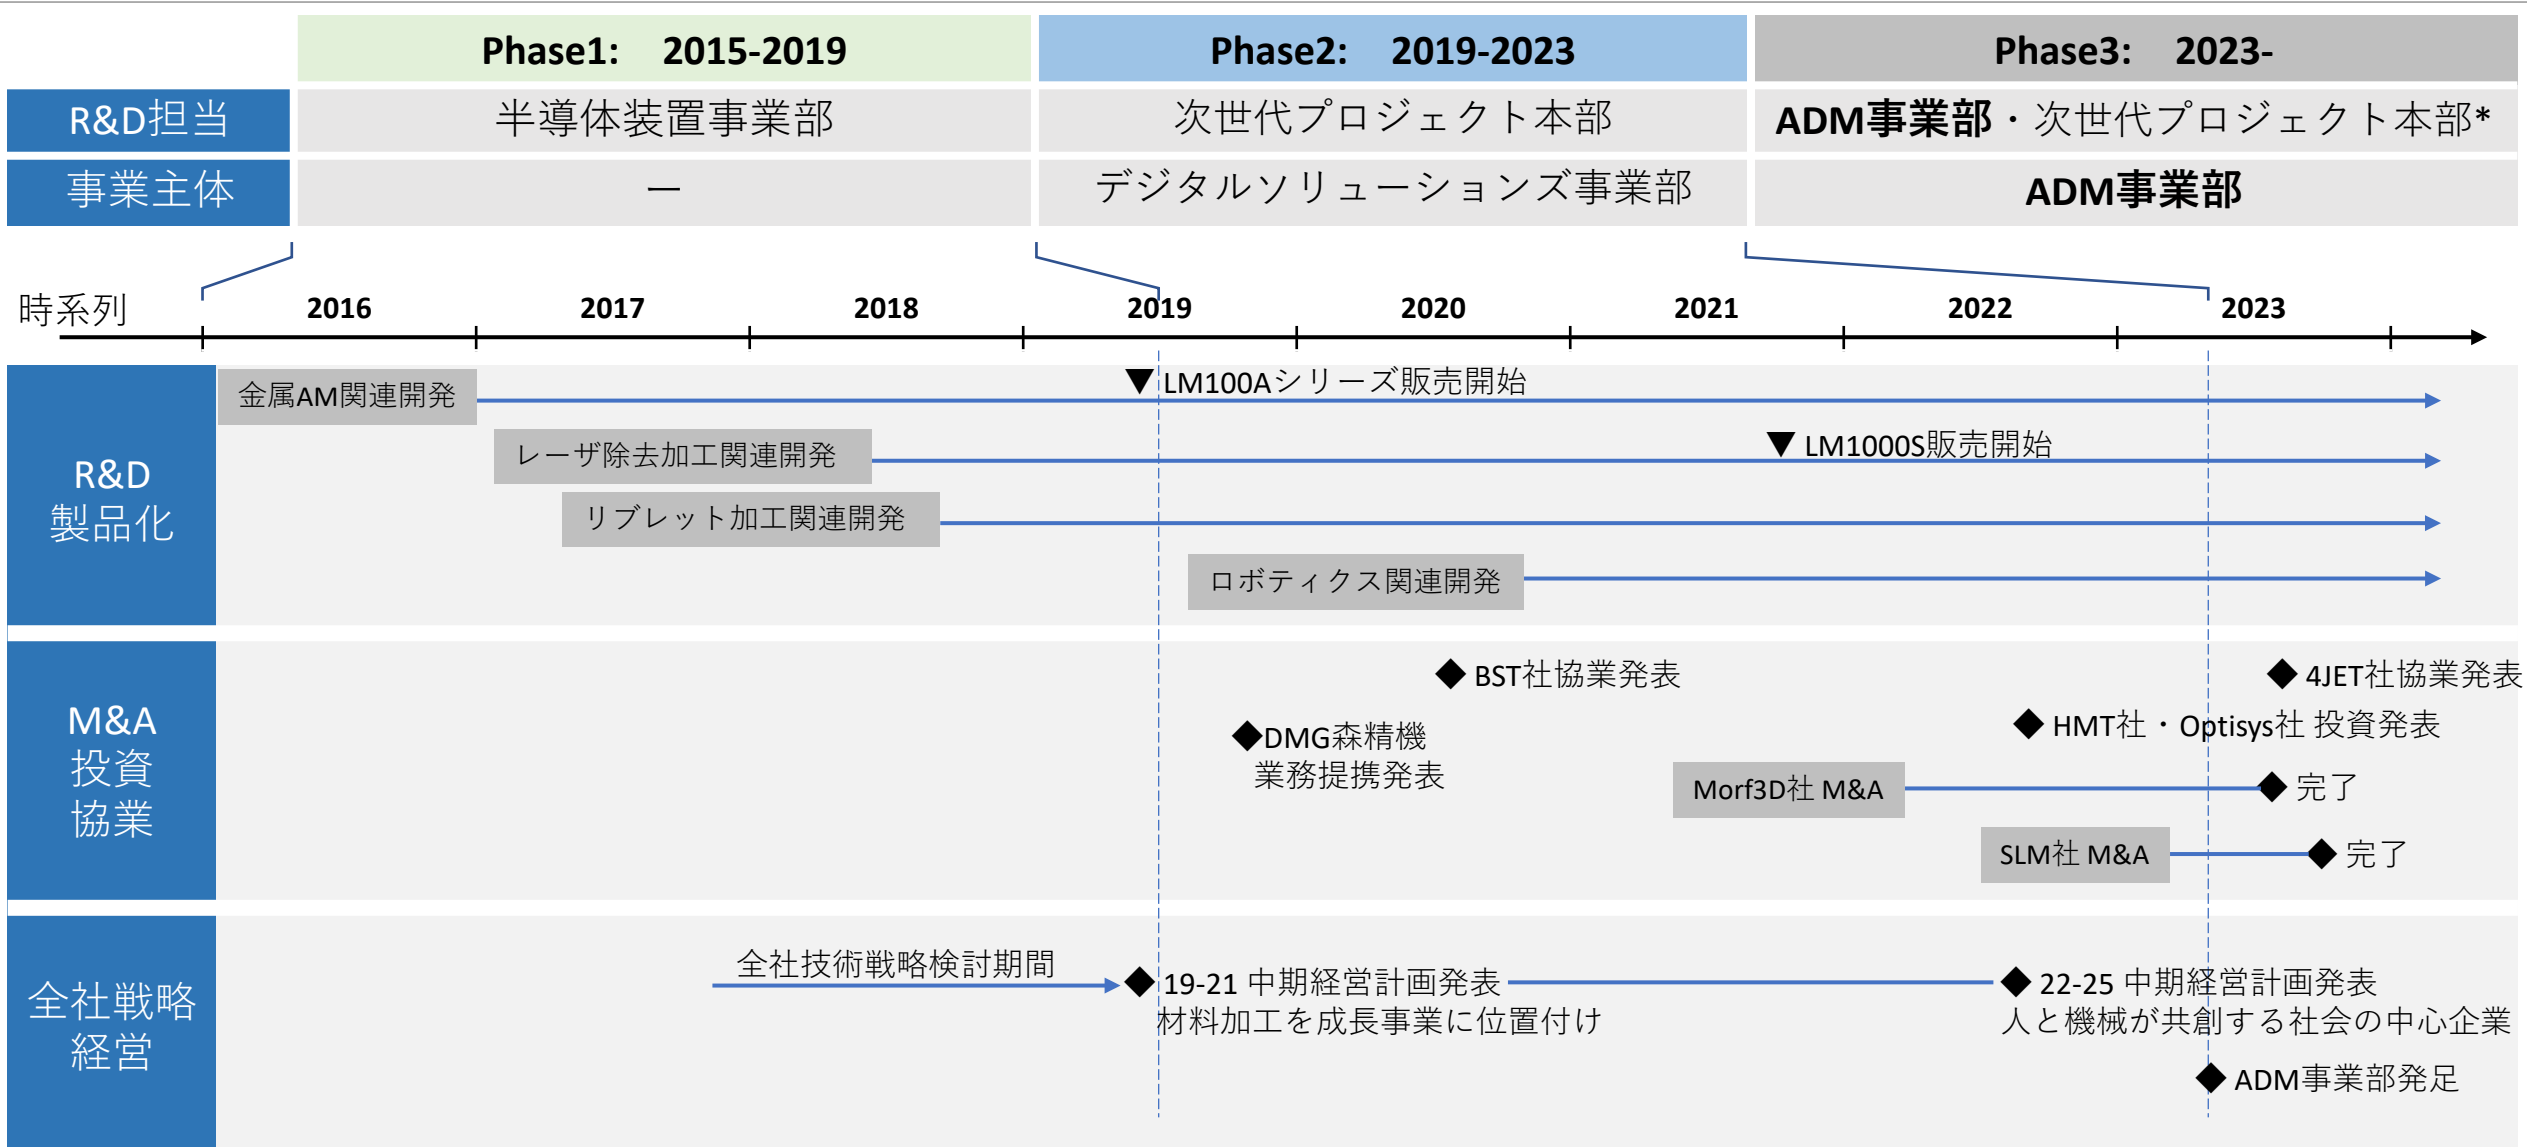 Phase1: 2015-2019
Phase2: 2019-2023
Phase3: 2023-
R&D担当
半導体装置事業部
次世代プロジェクト本部
ADM事業部・次世代プロジェクト本部*
事業主体
ー
デジタルソリューションズ事業部
ADM事業部
時系列
2016
2017
2018
2019
2020
2021
2022
2023
R&D
製品化
金属AM関連開発
▼LM100Aシリーズ販売開始
レーザ除去加工関連開発
▼LM1000S販売開始
リブレット加工関連開発
ロボティクス関連開発
M&A
投資
協業
◆BST社協業発表
◆4JET社協業発表
◆DMG森精機
業務提携発表
◆HMT社・Optisys社 投資発表
Morf3D社 M&A
◆完了
SLM社 M&A
◆完了
全社戦略
経営
全社技術戦略検討期間
◆19-21 中期経営計画発表
材料加工を成長事業に位置付け
◆22-25 中期経営計画発表
人と機械が共創する社会の中心企業
◆ADM事業部発足